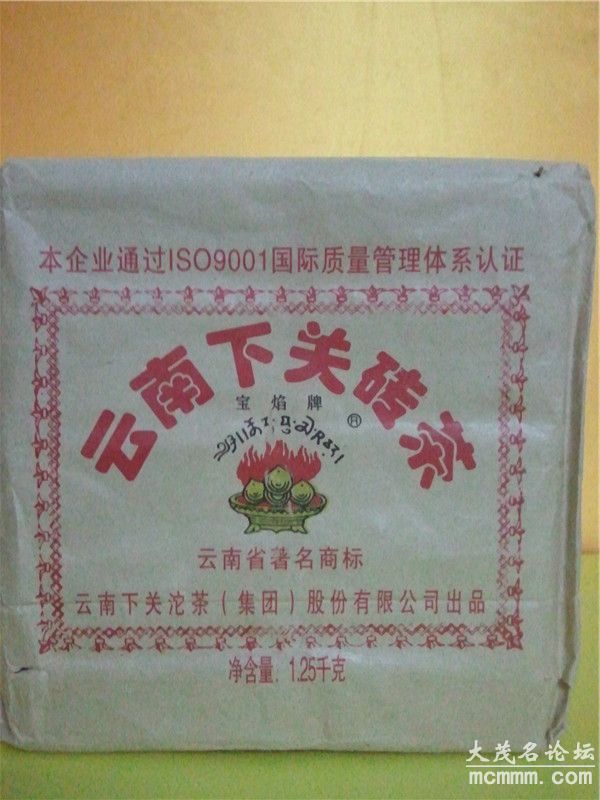 本企业通过ISO9001国际质量管理体系认证
云南下关砖茶
宝焰牌
®
云南省著名商标
云南下关沱茶(集团)股份有限公司出品
净含量:1.25千克
大茂名论坛
mcmmm.com